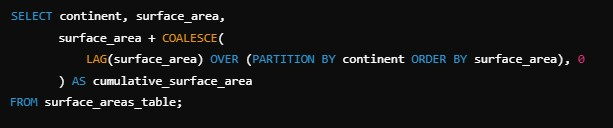 SELECT continent, surface_area,
surface_area + COALESCE(
LAG(surface_area) OVER (PARTITION BY continent ORDER BY surface_area), 0
) AS cumulative_surface_area
FROM surface_areas_table;